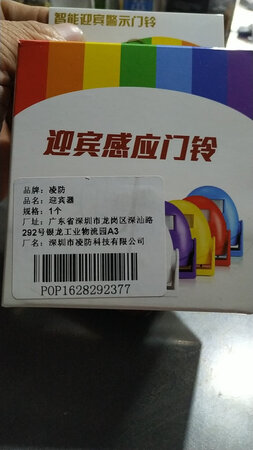 智能迎宾警示门铃
迎宾感应门铃
品牌：凌防
品名：迎宾器
规格：1个
厂址：广东省深圳市龙岗区深汕路
292号银龙工业物流园A3
厂名：深圳市凌防科技有限公司
POP1628292377